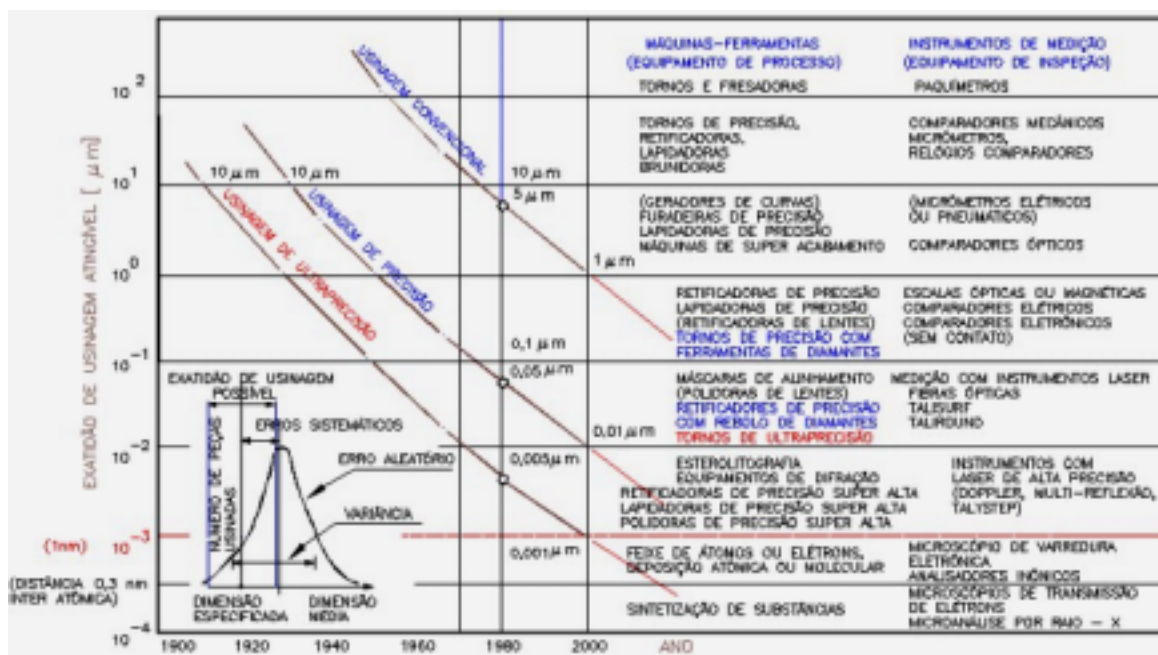 MÁQUINAS-FERRAMENTAS
(EQUIPAMENTO DE PROCESSO)
INSTRUMENTOS DE MEDIÇÃO
(EQUIPAMENTO DE INSPEÇÃO)
TORNOS E FRESADORAS
PAQUÍMETROS
TORNOS DE PRECISÃO,
RETIFICADORAS,
LAPIDADORAS
BRUNIDORAS
COMPARADORES MECÂNICOS
MICRÔMETROS,
RELÓGIOS COMPARADORES
(GERADORES DE CURVAS)
FURADEIRAS DE PRECISÃO
LAPIDADORAS DE PRECISÃO
MÁQUINAS DE SUPER ACABAMENTO
(MICRÔMETROS ELÉTRICOS
OU PNEUMÁTICOS)
COMPARADORES ÓPTICOS
RETIFICADORAS DE PRECISÃO
LAPIDADORAS DE PRECISÃO
(RETIFICADORAS DE LENTES)
TORNOS DE PRECISÃO COM
FERRAMENTAS DE DIAMANTES
ESCALAS ÓPTICAS OU MAGNÉTICAS
COMPARADORES ELÉTRICOS
COMPARADORES ELETRÔNICOS
(SEM CONTATO)
MÁSCARAS DE ALINHAMENTO
(POLIDORAS DE LENTES)
RETIFICADORES DE PRECISÃO
COM REBOLO DE DIAMANTES
TORNOS DE ULTRAPRECISÃO
MEDIÇÃO COM INSTRUMENTOS LASER
FIBRAS ÓPTICAS
TALISURF
TALIROUND
ESTEROLITOGRAFIA
EQUIPAMENTOS DE DIFRAÇÃO
RETIFICADORAS DE PRECISÃO SUPER ALTA
LAPIDADORAS DE PRECISÃO SUPER ALTA
POLIDORAS DE PRECISÃO SUPER ALTA
INSTRUMENTOS COM
LASER DE ALTA PRECISÃO
(DOPPLER, MULTI-REFLEXÃO,
TALYSTEP)
FEIXE DE ÁTOMOS OU ELÉTRONS,
DEPOSIÇÃO ATÔMICA OU MOLECULAR
MICROSCÓPIO DE VARREDURA
ELETRÔNICA
ANALISADORES IHÔNICOS
SINTETIZAÇÃO DE SUBSTÂNCIAS
MICROSCÓPIOS DE TRANSMISSÃO
DE ELÉTRONS
MICROANÁLISE POR RAIO - X
EXATIDÃO DE USINAGEM ATINGÍVEL [ μm]
10²
10¹
10⁰
10⁻¹
10⁻²
(1nm) 10⁻³
(DISTÂNCIA 0,3 nm
INTER ATÔMICA)
10⁻⁴
USINAGEM CONVENCIONAL
USINAGEM DE PRECISÃO
USINAGEM DE ULTRAPRECISÃO
10 μm
10 μm
10 μm
5 μm
1 μm
0,1 μm
0,05 μm
0,01 μm
0,005 μm
0,001 μm
EXATIDÃO DE USINAGEM
POSSÍVEL
ERROS SISTEMÁTICOS
ERRO ALEATÓRIO
VARIÂNCIA
NÚMERO DE PEÇAS
USINADAS
DIMENSÃO
ESPECIFICADA
DIMENSÃO
MÉDIA
1900 1920 1940 1960 1980 2000 ANO